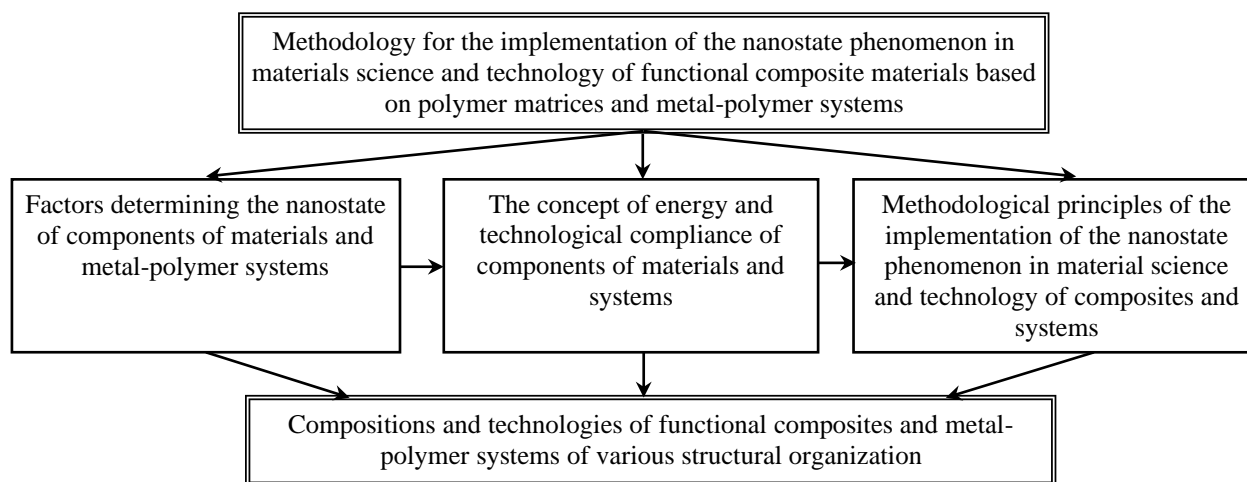 Methodology for the implementation of the nanostate phenomenon in
materials science and technology of functional composite materials based
on polymer matrices and metal-polymer systems
Factors determining the nanostate
of components of materials and
metal-polymer systems
The concept of energy and
technological compliance of
components of materials and
systems
Methodological principles of the
implementation of the nanostate
phenomenon in material science
and technology of composites and
systems
Compositions and technologies of functional composites and metal-
polymer systems of various structural organization